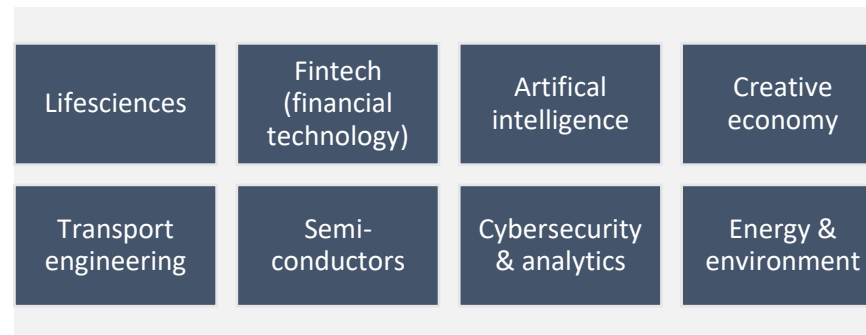 Lifesciences
Fintech
(financial
technology)
Artifical
intelligence
Creative
economy
Transport
engineering
Semi-
conductors
Cybersecurity
& analytics
Energy &
environment